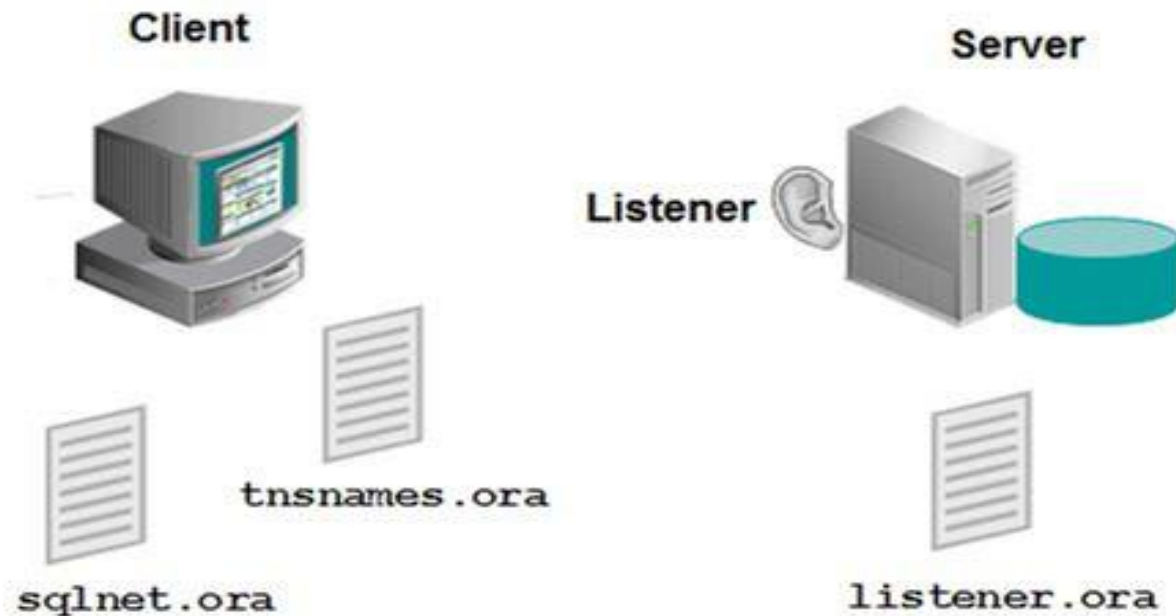 Client
Server
Listener
tnsnames.ora
sqlnet.ora
listener.ora